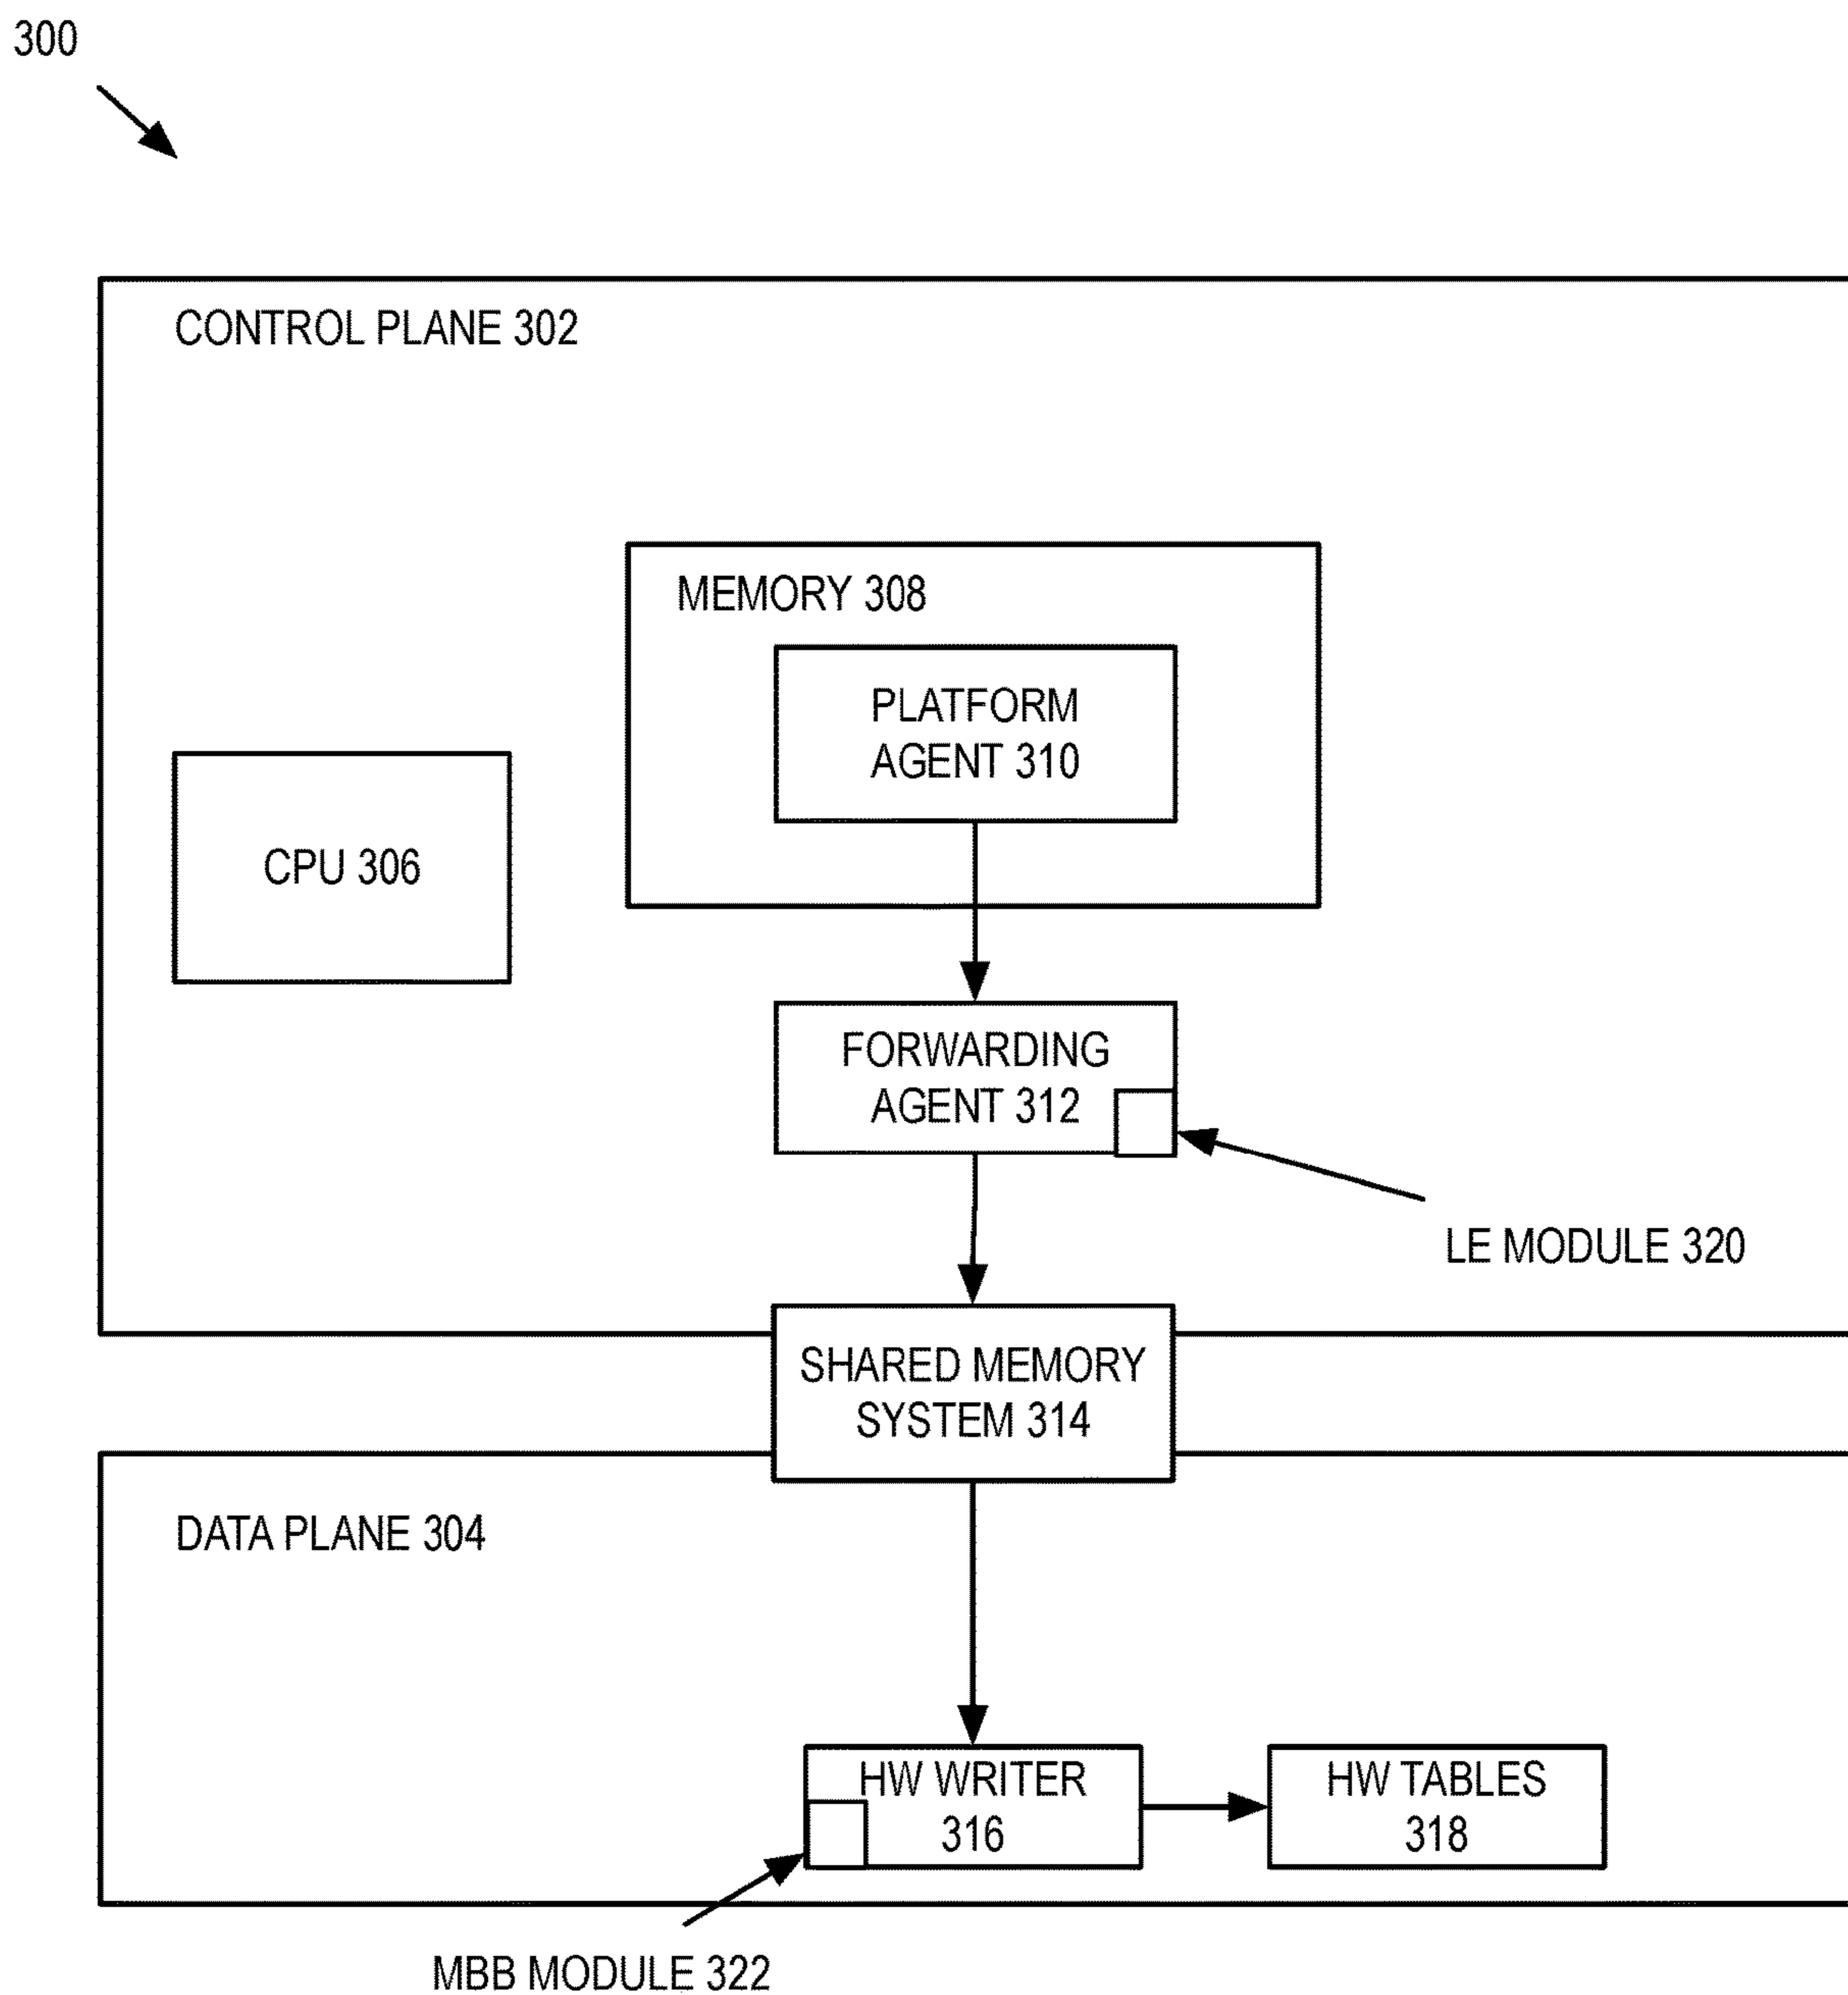 300
CONTROL PLANE 302
MEMORY 308
PLATFORM
AGENT 310
CPU 306
FORWARDING
AGENT 312
LE MODULE 320
SHARED MEMORY
SYSTEM 314
DATA PLANE 304
HW WRITER
316
HW TABLES
318
MBB MODULE 322